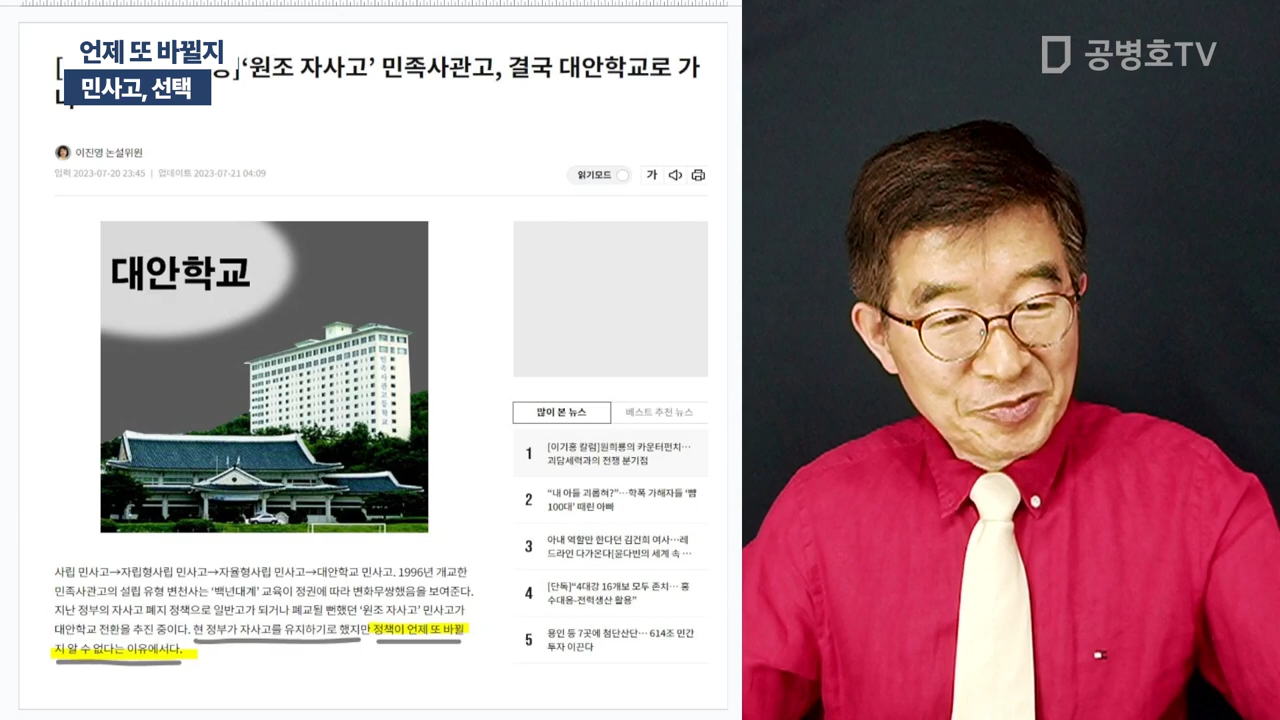 언제 또 바뀔지
민사고, 선택
‘원조 자사고’ 민족사관고, 결국 대안학교로 가
이진영 논설위원
입력 2023-07-20 23:45 | 업데이트 2023-07-21 04:09
읽기모드
가
대안학교
민족사관고등학교
사립 민사고→자립형사립 민사고→자율형사립 민사고→대안학교 민사고. 1996년 개교한
민족사관고의 설립 유형 변천사는 ‘백년대계’ 교육이 정권에 따라 변화무쌍했음을 보여준다.
지난 정부의 자사고 폐지 정책으로 일반고가 되거나 폐교될 뻔했던 ‘원조 자사고’ 민사고가
대안학교 전환을 추진 중이다. 현 정부가 자사고를 유지하기로 했지만 정책이 언제 또 바뀔
지 알 수 없다는 이유에서다.
많이 본 뉴스
베스트 추천 뉴스
1 [이기홍 칼럼]원희룡의 카운터펀치…
괴담세력과의 전쟁 분기점
2 “내 아들 괴롭혀?”…학폭 가해자들 ‘뺨
100대’ 때린 아빠
3 아내 역할만 한다던 김건희 여사…레
드라인 다가온다[윤다빈의 세계 속 …
4 [단독]“4대강 16개보 모두 존치… 홍
수대응-전력생산 활용”
5 용인 등 7곳에 첨단산단… 614조 민간
투자 이끈다
공병호TV